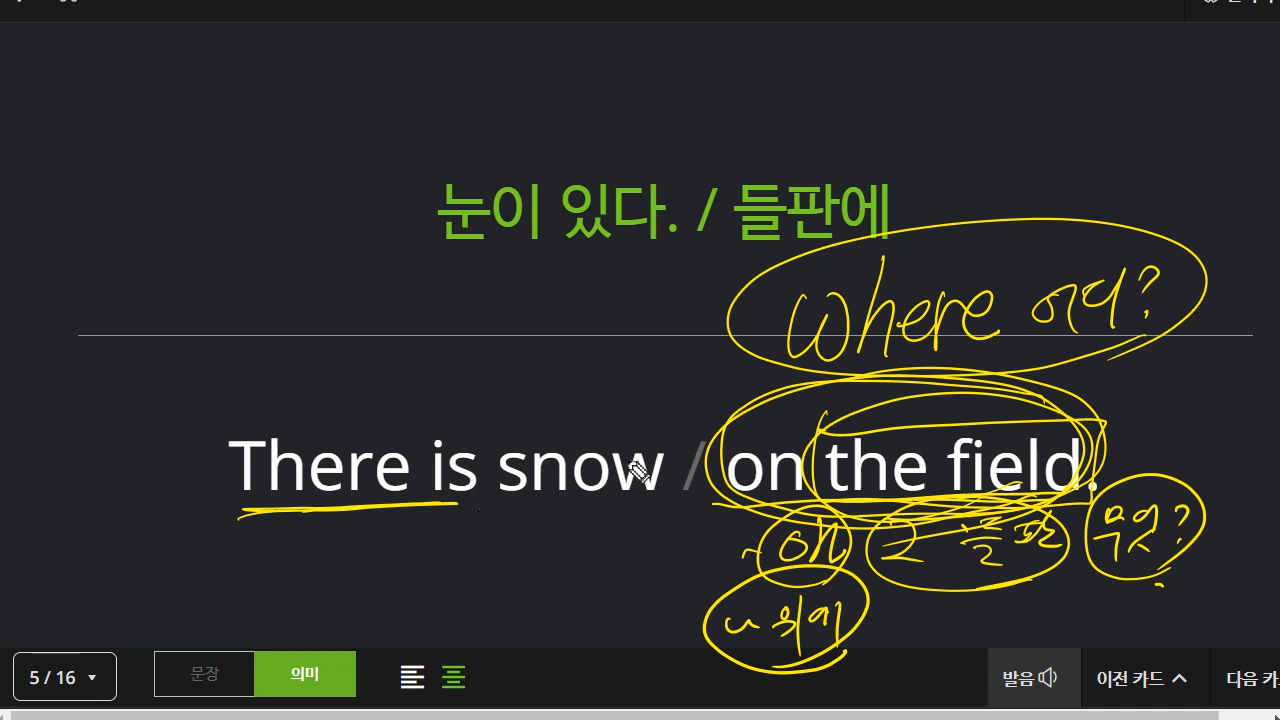 눈이 있다. / 들판에
where 어디?
There is snow / on the field.
~에 그 들판 무엇?
~위에
5 / 16
문장 의미
발음 이전 카드 다음 카